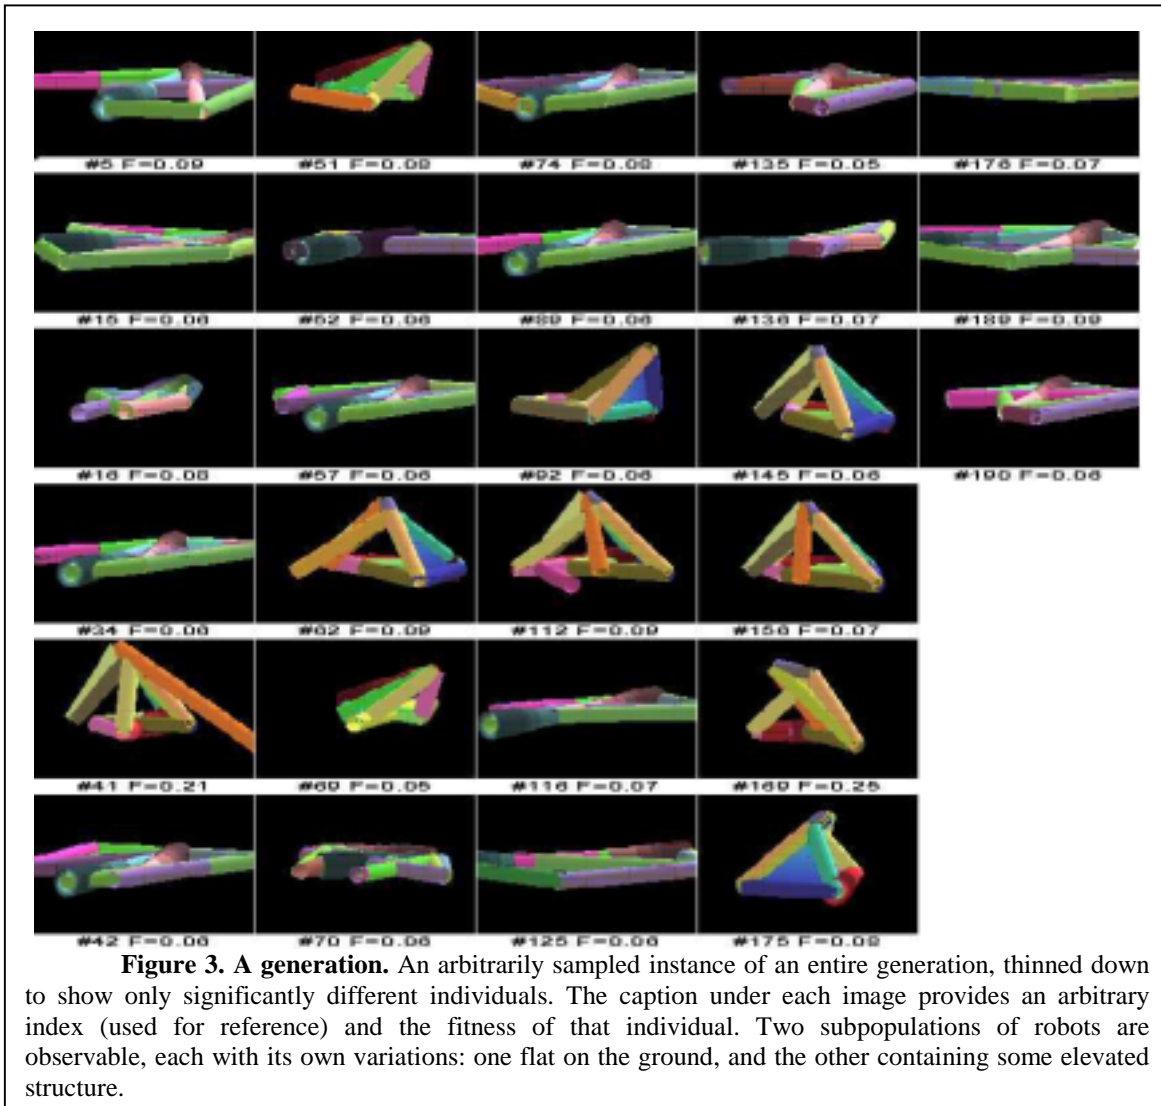 #5 F=0.09 #51 F=0.08 #74 F=0.08 #135 F=0.05 #176 F=0.07
#15 F=0.06 #52 F=0.06 #89 F=0.06 #136 F=0.07 #189 F=0.09
#16 F=0.08 #57 F=0.06 #92 F=0.06 #145 F=0.06 #190 F=0.06
#34 F=0.06 #62 F=0.09 #112 F=0.09 #156 F=0.07
#41 F=0.21 #69 F=0.05 #116 F=0.07 #169 F=0.25
#42 F=0.06 #70 F=0.06 #125 F=0.06 #175 F=0.08
Figure 3. A generation. An arbitrarily sampled instance of an entire generation, thinned down
to show only significantly different individuals. The caption under each image provides an arbitrary
index (used for reference) and the fitness of that individual. Two subpopulations of robots are
observable, each with its own variations: one flat on the ground, and the other containing some elevated
structure.